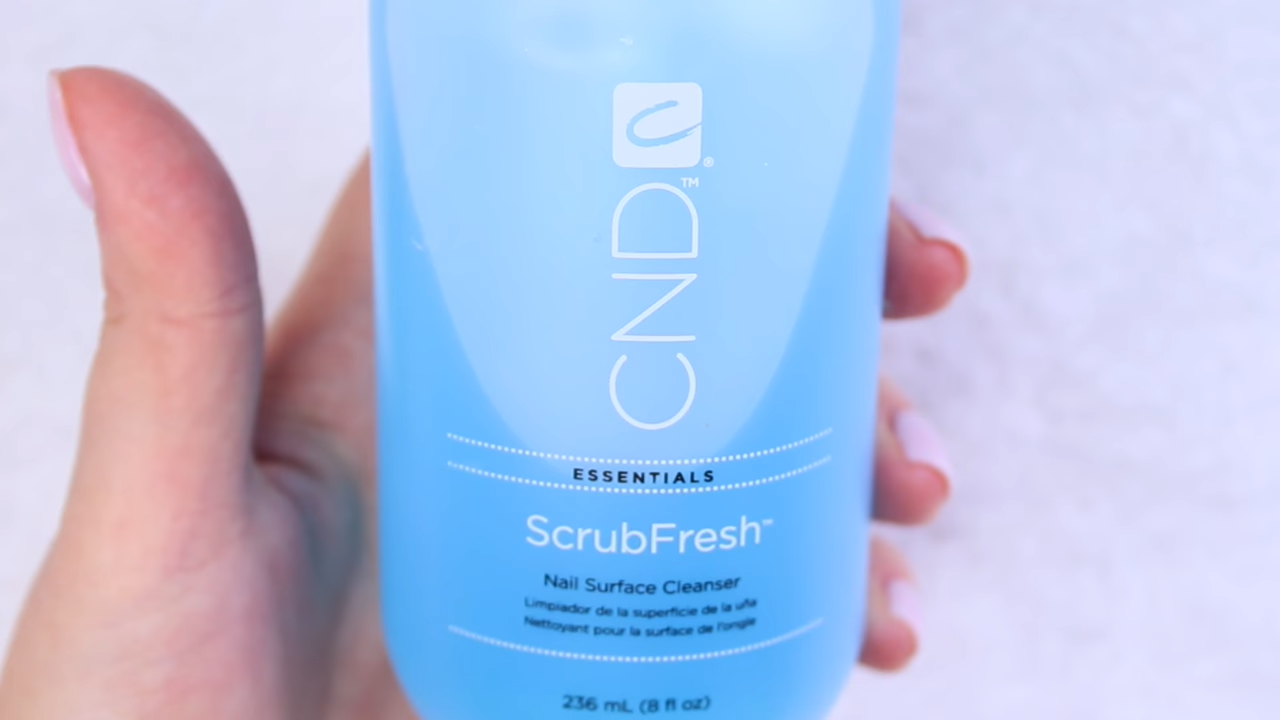 CND™
ESSENTIALS
ScrubFresh™
Nail Surface Cleanser
Limpiador de la superficie de la uña
Nettoyant pour la surface de l'ongle
236 mL (8 fl oz)